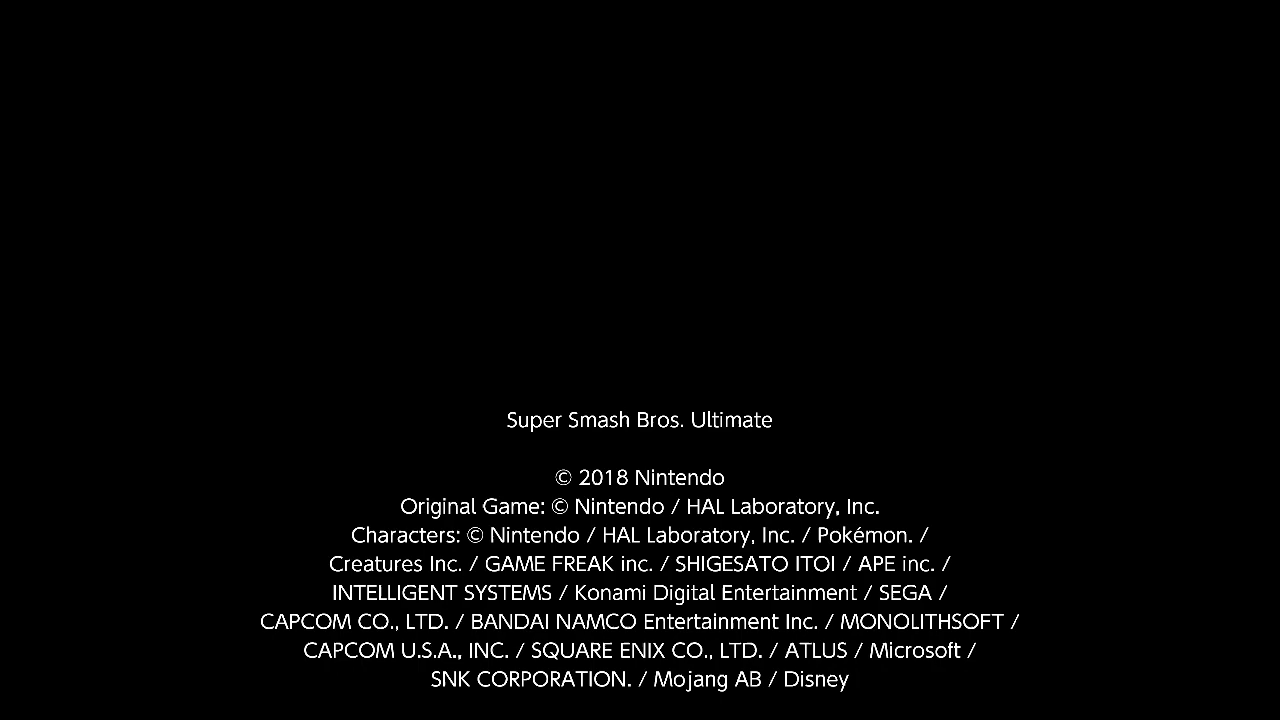 Super Smash Bros. Ultimate
© 2018 Nintendo
Original Game: © Nintendo / HAL Laboratory, Inc.
Characters: © Nintendo / HAL Laboratory, Inc. / Pokémon. /
Creatures Inc. / GAME FREAK inc. / SHIGESATO ITOI / APE inc. /
INTELLIGENT SYSTEMS / Konami Digital Entertainment / SEGA /
CAPCOM CO., LTD. / BANDAI NAMCO Entertainment Inc. / MONOLITHSOFT /
CAPCOM U.S.A., INC. / SQUARE ENIX CO., LTD. / ATLUS / Microsoft /
SNK CORPORATION. / Mojang AB / Disney